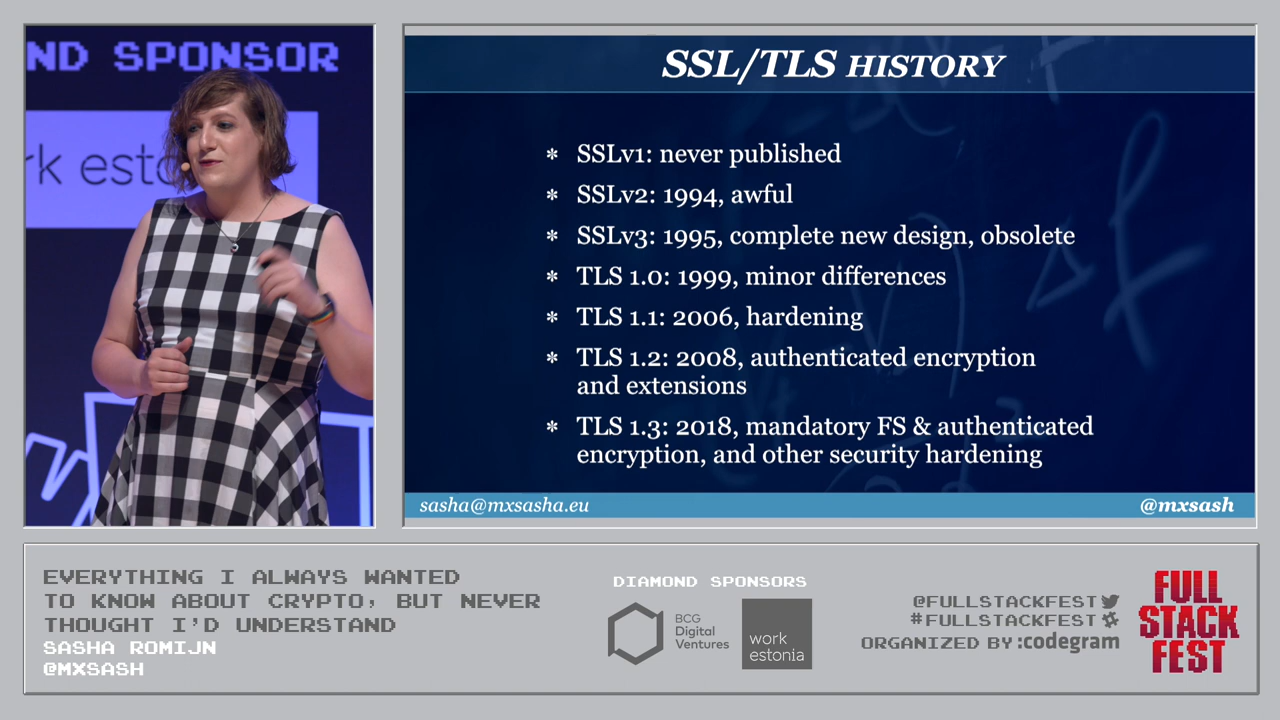 ND SPONSOR
rk esto
SSL/TLS HISTORY
* SSLv1: never published
* SSLv2: 1994, awful
* SSLv3: 1995, complete new design, obsolete
* TLS 1.0: 1999, minor differences
* TLS 1.1: 2006, hardening
* TLS 1.2: 2008, authenticated encryption
and extensions
* TLS 1.3: 2018, mandatory FS & authenticated
encryption, and other security hardening
sasha@mxsasha.eu
@mxsash
EVERYTHING I ALWAYS WANTED
TO KNOW ABOUT CRYPTO, BUT NEVER
THOUGHT I'D UNDERSTAND
SASHA ROMIJN
@MXSASH
DIAMOND SPONSORS
BCG
Digital
Ventures
work
estonia
@FULLSTACKFEST
#FULLSTACKFEST
ORGANIZED BY :codegram
FULL
STACK
FEST